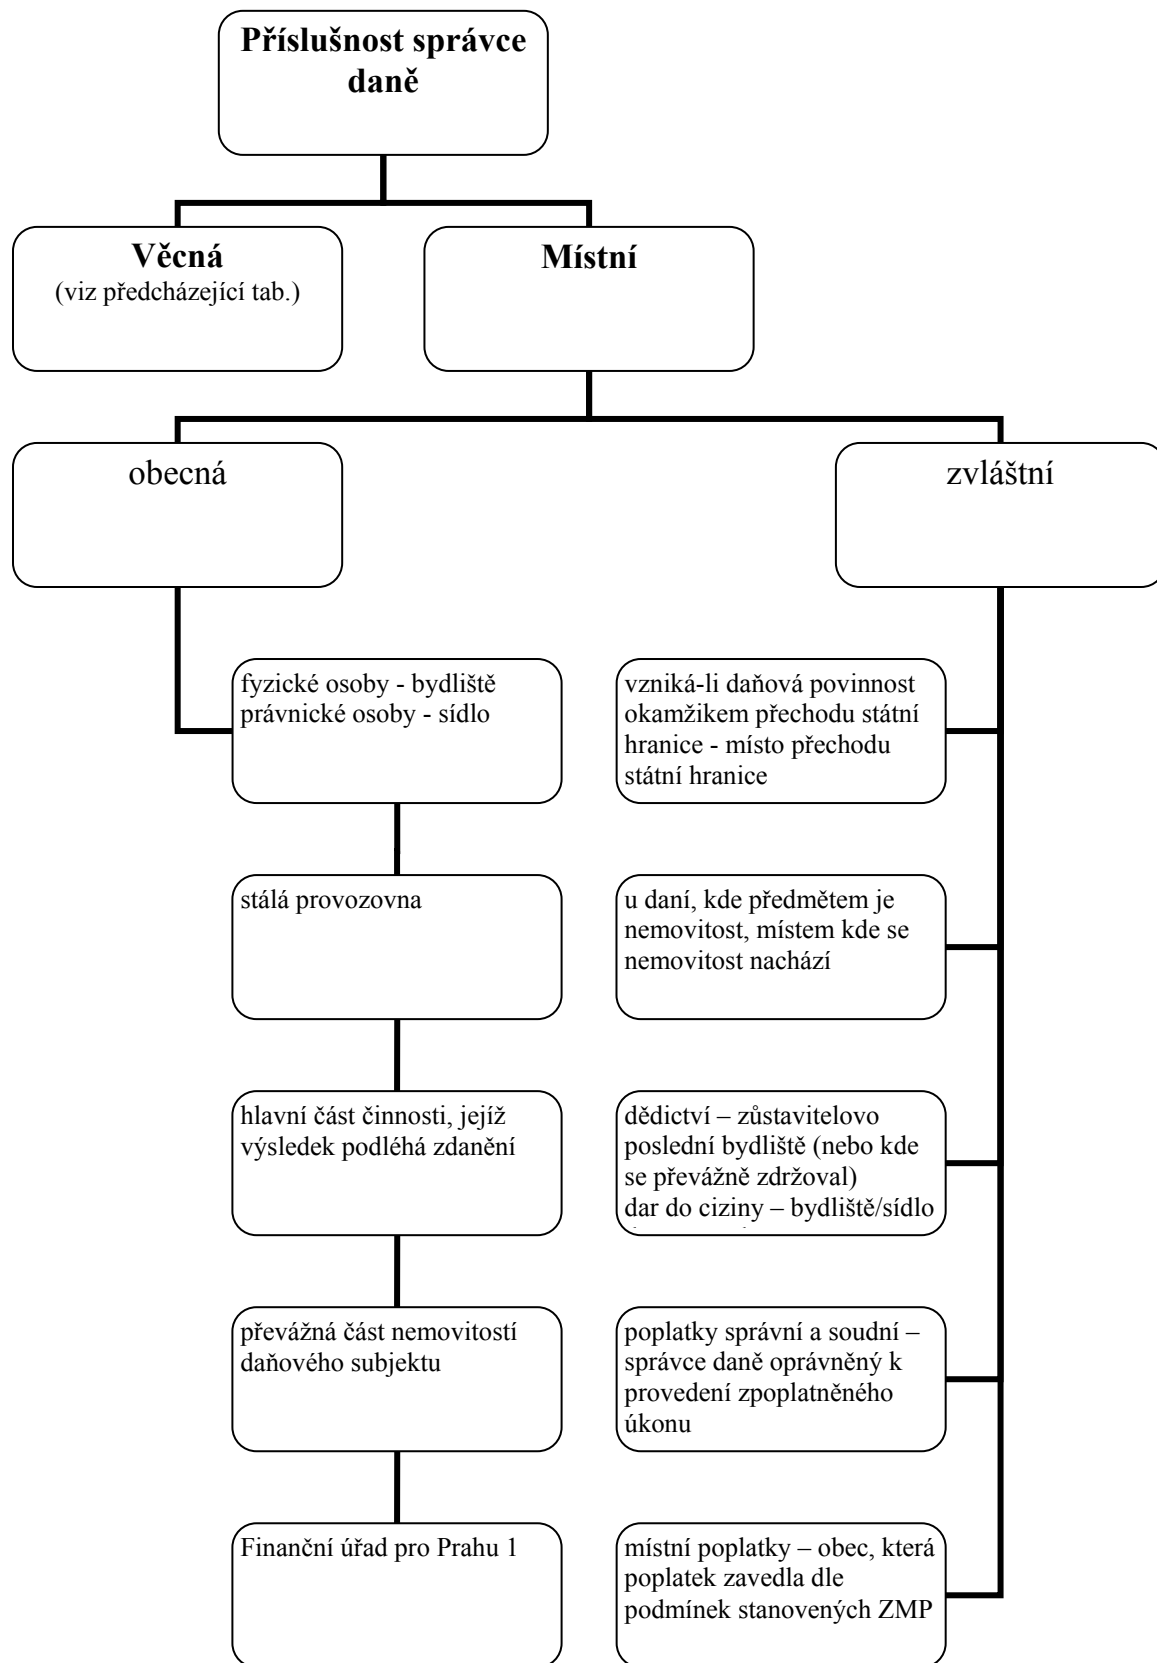 Příslušnost správce
daně
Věcná
(viz předcházející tab.)
Místní
obecná
zvláštní
fyzické osoby - bydliště
právnické osoby - sídlo
vzniká-li daňová povinnost
okamžikem přechodu státní
hranice - místo přechodu
státní hranice
stálá provozovna
u daní, kde předmětem je
nemovitost, místem kde se
nemovitost nachází
hlavní část činnosti, jejíž
výsledek podléhá zdanění
dědictví – zůstavitelovo
poslední bydliště (nebo kde
se převážně zdržoval)
dar do ciziny – bydliště/sídlo
převážná část nemovitostí
daňového subjektu
poplatky správní a soudní –
správce daně oprávněný k
provedení zpoplatněného
úkonu
Finanční úřad pro Prahu 1
místní poplatky – obec, která
poplatek zavedla dle
podmínek stanovených ZMP